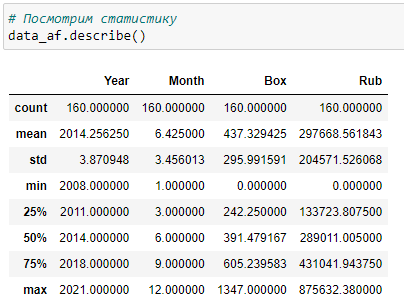 # Посмотрим статистику
data_af.describe()
Year Month Box Rub
count 160.000000 160.000000 160.000000 160.000000
mean 2014.256250 6.425000 437.329425 297668.561843
std 3.870948 3.456013 295.991591 204571.526068
min 2008.000000 1.000000 0.000000 0.000000
25% 2011.000000 3.000000 242.250000 133723.807500
50% 2014.000000 6.000000 391.479167 289011.005000
75% 2018.000000 9.000000 605.239583 431041.943750
max 2021.000000 12.000000 1347.000000 875632.380000